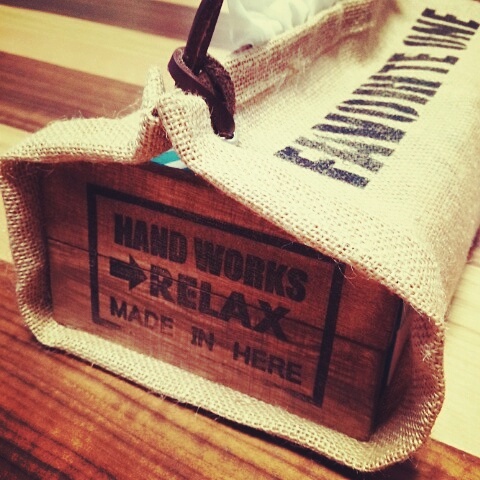 FAVORITE ONE
HAND WORKS
➡RELAX
MADE IN HERE